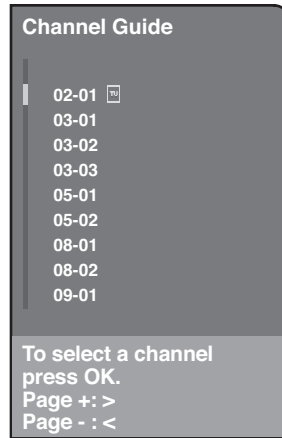 Channel Guide
02-01 TU
03-01
03-02
03-03
05-01
05-02
08-01
08-02
09-01
To select a channel
press OK.
Page +: >
Page - : <